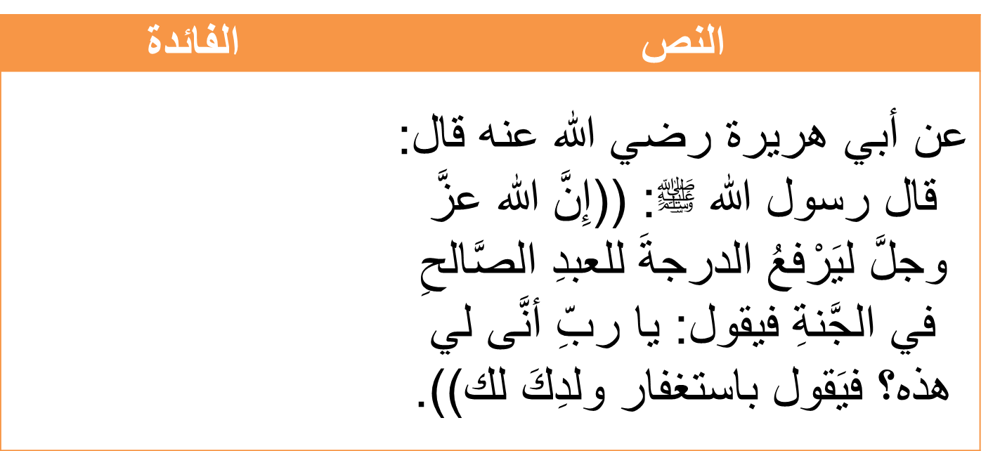 النص
الفائدة
عن أبي هريرة رضي الله عنه قال:
قال رسول الله ﷺ: ((إِنَّ الله عزَّ
وجلَّ ليَرْفعُ الدرجةَ للعبدِ الصَّالحِ
في الجَّنةِ فيقول: يا ربِّ أنَّى لي
هذه؟ فيَقول باستغفار ولدِكَ لك)).